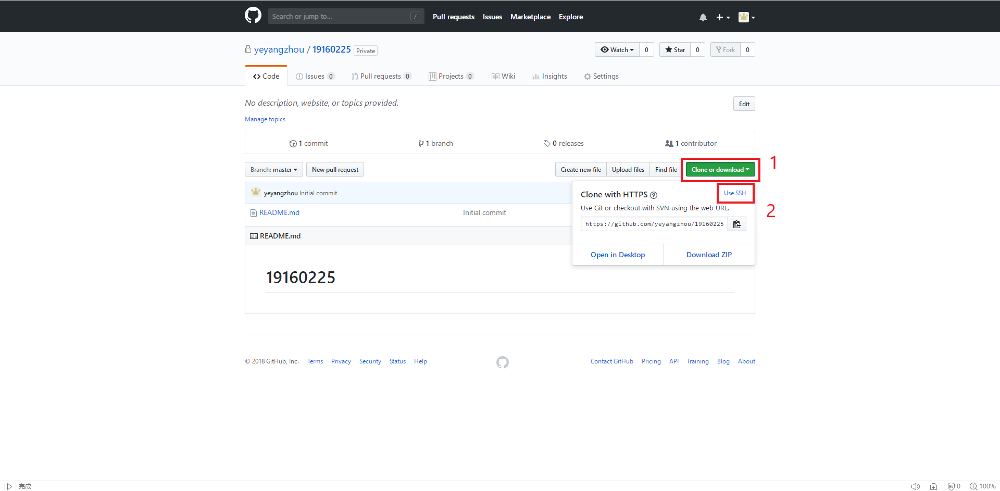 Search or jump to... / Pull requests Issues Marketplace Explore
yeyangzhou / 19160225 Private Watch 0 Star 0 Fork 0
Code Issues 0 Pull requests 0 Projects 0 Wiki Insights Settings
No description, website, or topics provided. Edit
Manage topics
1 commit 1 branch 0 releases 1 contributor
Branch: master New pull request Create new file Upload files Find file Clone or download 1
yeyangzhou Initial commit
Clone with HTTPS ? Use SSH
2
Use Git or checkout with SVN using the web URL.
README.md Initial commit
https://github.com/yeyangzhou/19160225
README.md
Open in Desktop Download ZIP
19160225
© 2018 GitHub, Inc. Terms Privacy Security Status Help Contact GitHub Pricing API Training Blog About
完成 AD 0 100%